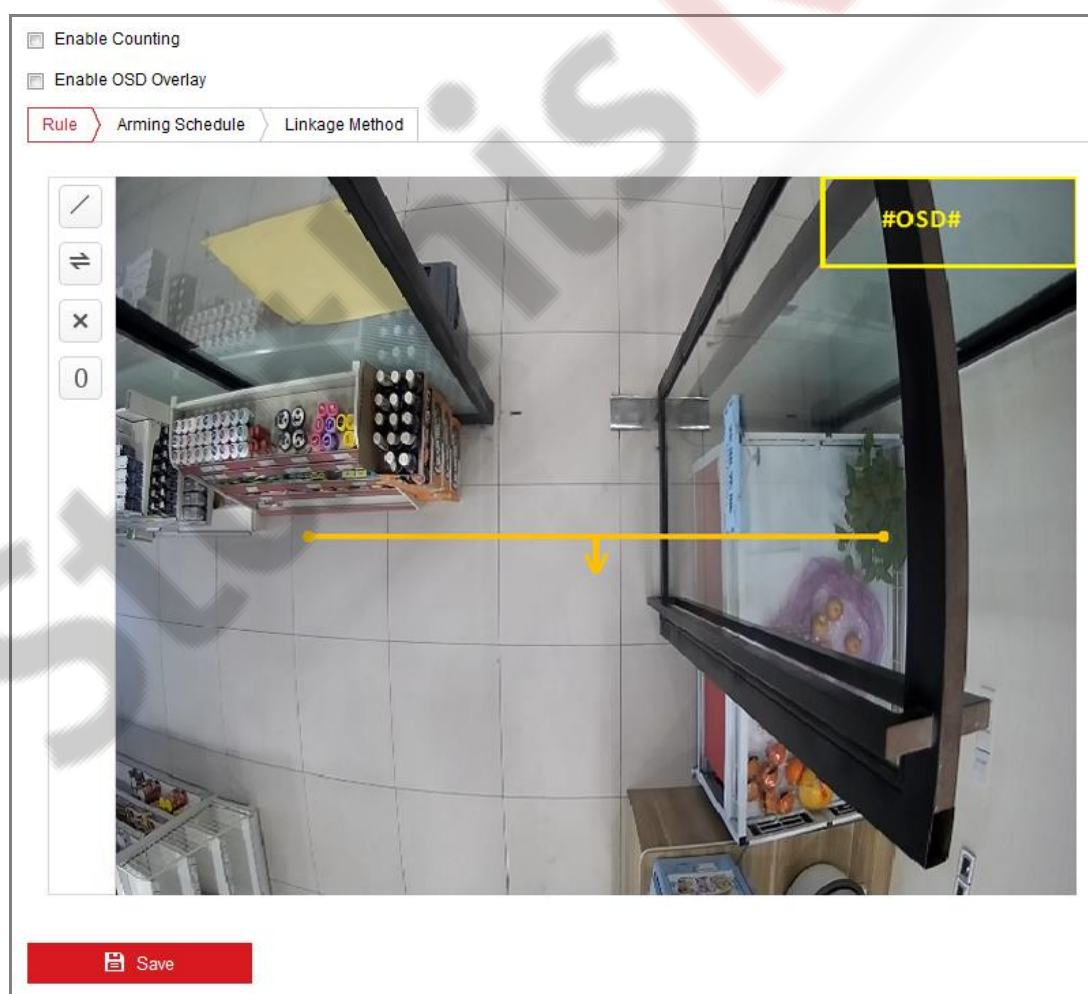 Enable Counting
Enable OSD Overlay
Rule
Arming Schedule
Linkage Method
#OSD#
0
Save